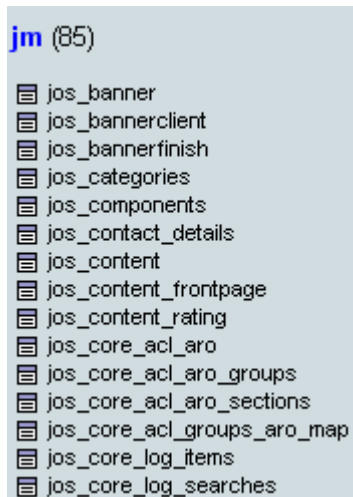 jm (85)
jos_banner
jos_bannerclient
jos_bannerfinish
jos_categories
jos_components
jos_contact_details
jos_content
jos_content_frontpage
jos_content_rating
jos_core_acl_aro
jos_core_acl_aro_groups
jos_core_acl_aro_sections
jos_core_acl_groups_aro_map
jos_core_log_items
jos_core_log_searches